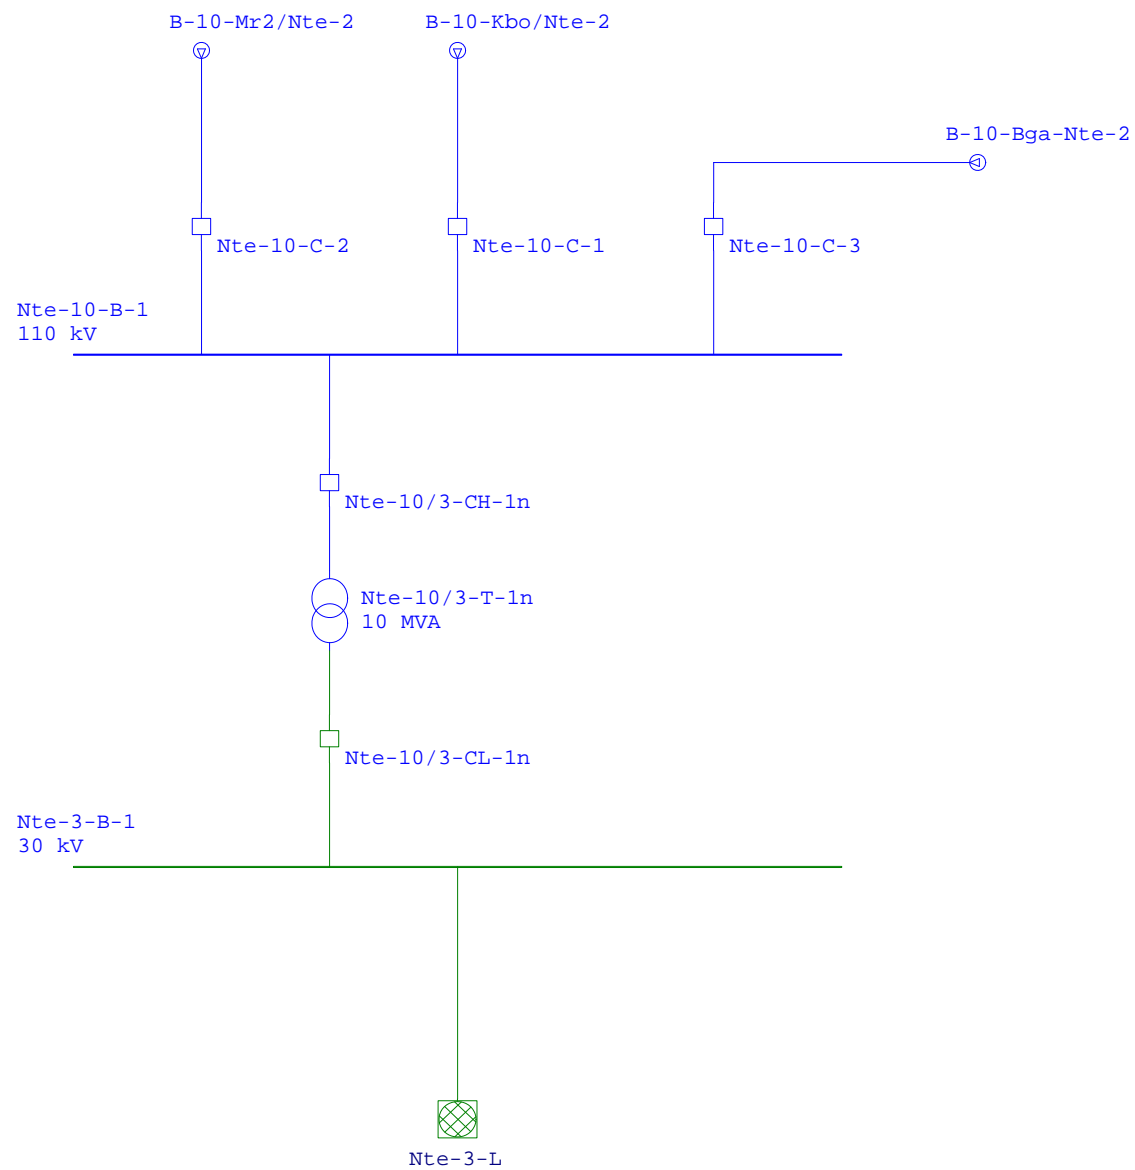 B-10-Mr2/Nte-2
B-10-Kbo/Nte-2
B-10-Bga-Nte-2
Nte-10-C-2
Nte-10-C-1
Nte-10-C-3
Nte-10-B-1
110 kV
Nte-10/3-CH-1n
Nte-10/3-T-1n
10 MVA
Nte-10/3-CL-1n
Nte-3-B-1
30 kV
Nte-3-L